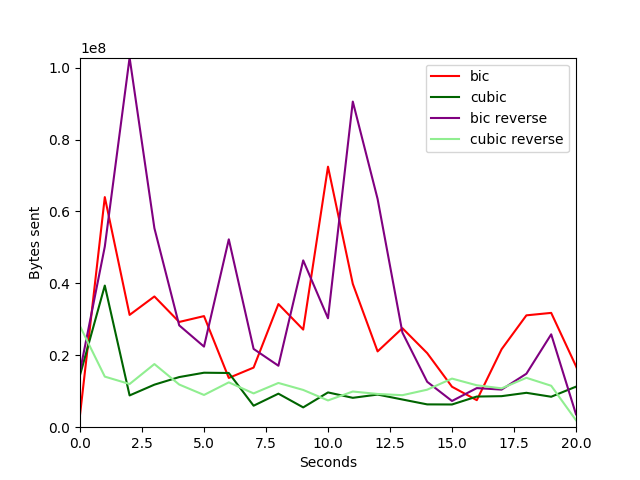 1e8
1.0
0.8
0.6
0.4
0.2
0.0
Bytes sent
bic
cubic
bic reverse
cubic reverse
0.0 2.5 5.0 7.5 10.0 12.5 15.0 17.5 20.0
Seconds